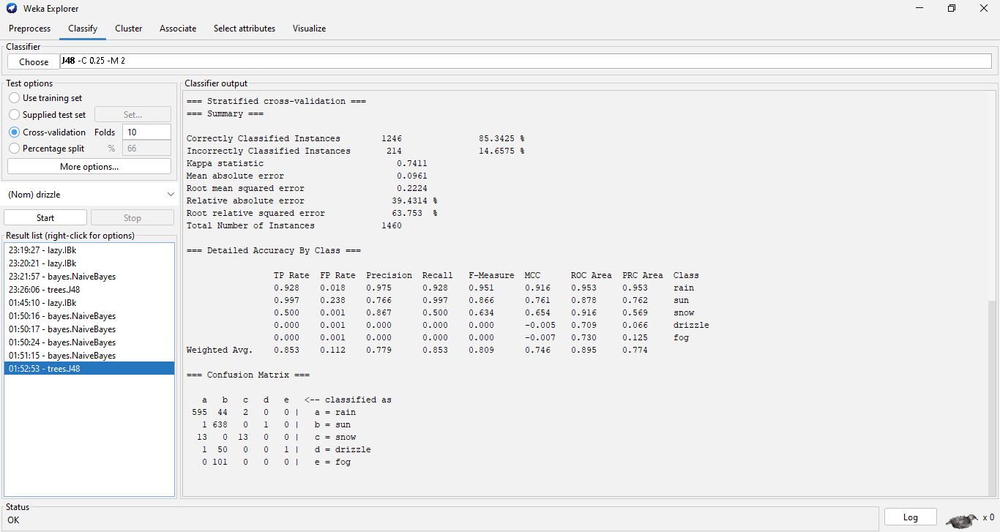 Weka Explorer
Preprocess Classify Cluster Associate Select attributes Visualize
Classifier
Choose J48 -C 0.25 -M 2
Test options
Use training set
Supplied test set Set...
Cross-validation Folds 10
Percentage split % 66
More options...
(Nom) drizzle
Start Stop
Result list (right-click for options)
23:19:27 - lazy.IBk
23:20:21 - lazy.IBk
23:21:57 - bayes.NaiveBayes
23:26:06 - trees.J48
01:45:10 - lazy.IBk
01:50:16 - bayes.NaiveBayes
01:50:17 - bayes.NaiveBayes
01:50:24 - bayes.NaiveBayes
01:51:15 - bayes.NaiveBayes
01:52:53 - trees.J48
Classifier output
=== Stratified cross-validation ===
=== Summary ===
Correctly Classified Instances 1246 85.3425 %
Incorrectly Classified Instances 214 14.6575 %
Kappa statistic 0.7411
Mean absolute error 0.0961
Root mean squared error 0.2224
Relative absolute error 39.4314 %
Root relative squared error 63.753 %
Total Number of Instances 1460
=== Detailed Accuracy By Class ===
TP Rate FP Rate Precision Recall F-Measure MCC ROC Area PRC Area Class
0.928 0.018 0.975 0.928 0.951 0.916 0.953 0.953 rain
0.997 0.238 0.766 0.997 0.866 0.761 0.878 0.762 sun
0.500 0.001 0.867 0.500 0.634 0.654 0.916 0.569 snow
0.000 0.001 0.000 0.000 0.000 -0.005 0.709 0.066 drizzle
0.000 0.001 0.000 0.000 0.000 -0.007 0.730 0.125 fog
Weighted Avg. 0.853 0.112 0.779 0.853 0.809 0.746 0.895 0.774
=== Confusion Matrix ===
a b c d e <-- classified as
595 44 2 0 0 | a = rain
1 638 0 1 0 | b = sun
13 0 13 0 0 | c = snow
1 50 0 0 1 | d = drizzle
0 101 0 0 0 | e = fog
Status
OK
Log x 0